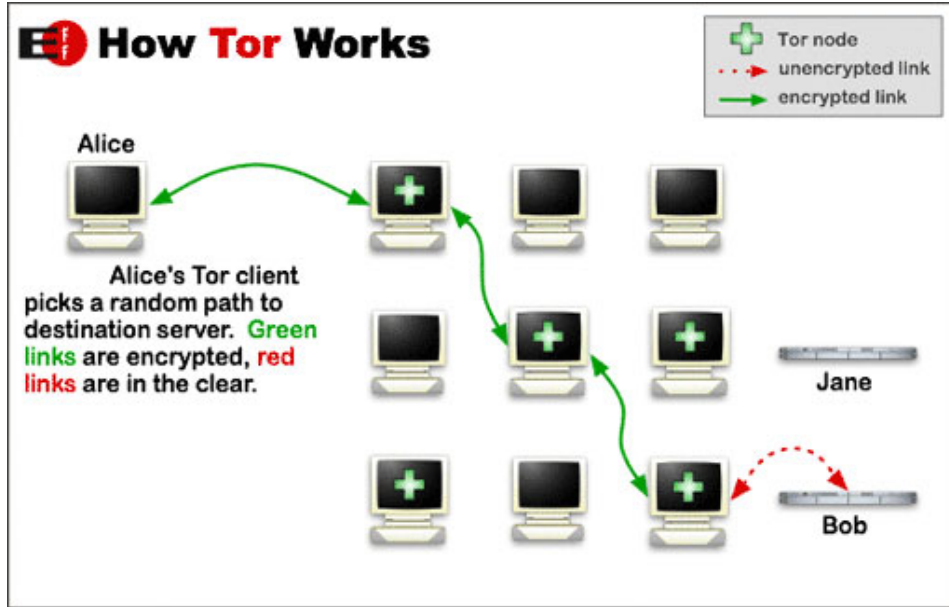 EFF How Tor Works
Tor node
unencrypted link
encrypted link
Alice
Alice's Tor client
picks a random path to
destination server. Green
links are encrypted, red
links are in the clear.
Jane
Bob